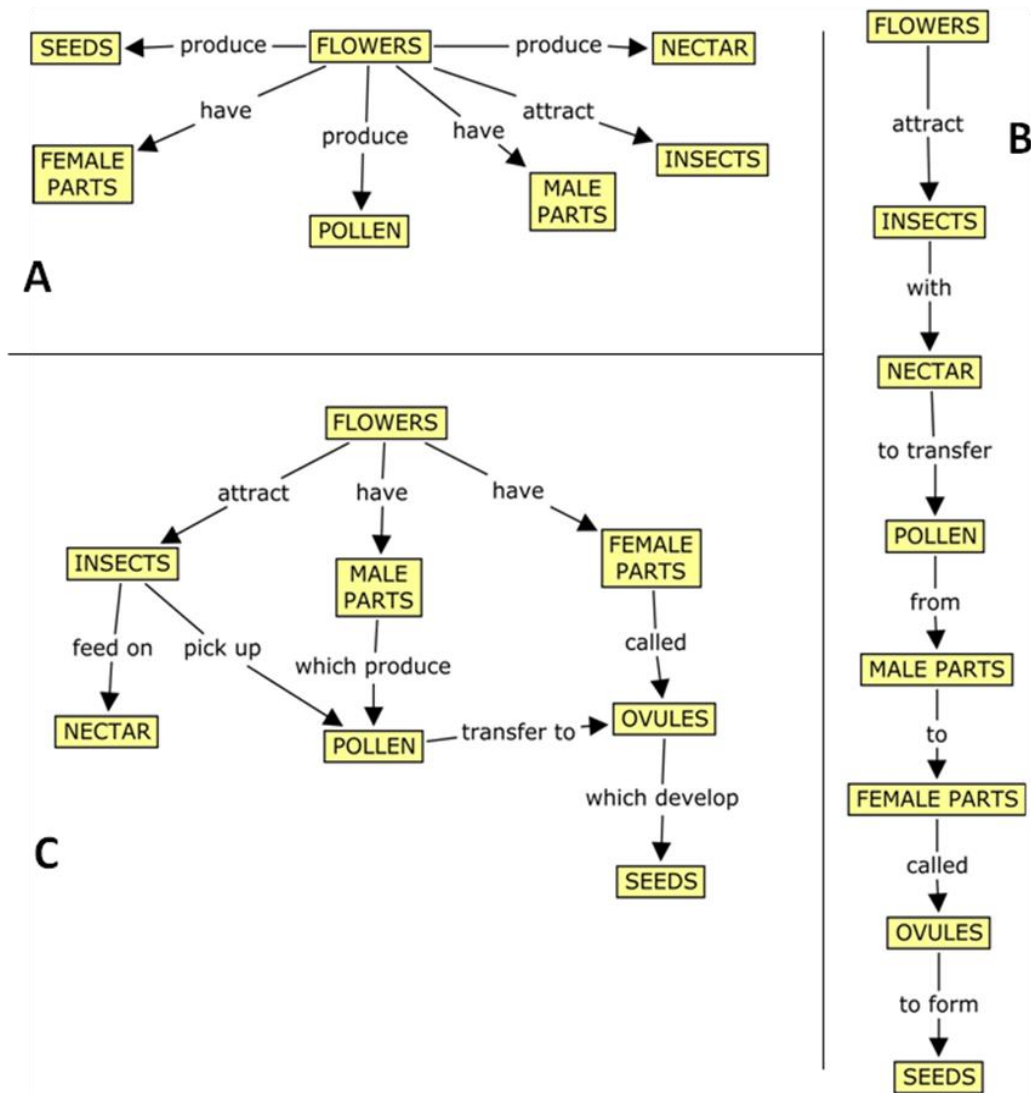 SEEDS produce FLOWERS produce NECTAR
have produce have attract
FEMALE
PARTS
POLLEN
MALE
PARTS
INSECTS
A
FLOWERS
attract
B
INSECTS
with
NECTAR
to transfer
POLLEN
from
MALE PARTS
to
FEMALE PARTS
called
OVULES
to form
SEEDS
FLOWERS
attract have have
INSECTS
MALE
PARTS
FEMALE
PARTS
feed on pick up which produce called
NECTAR POLLEN transfer to OVULES
which develop
SEEDS
C